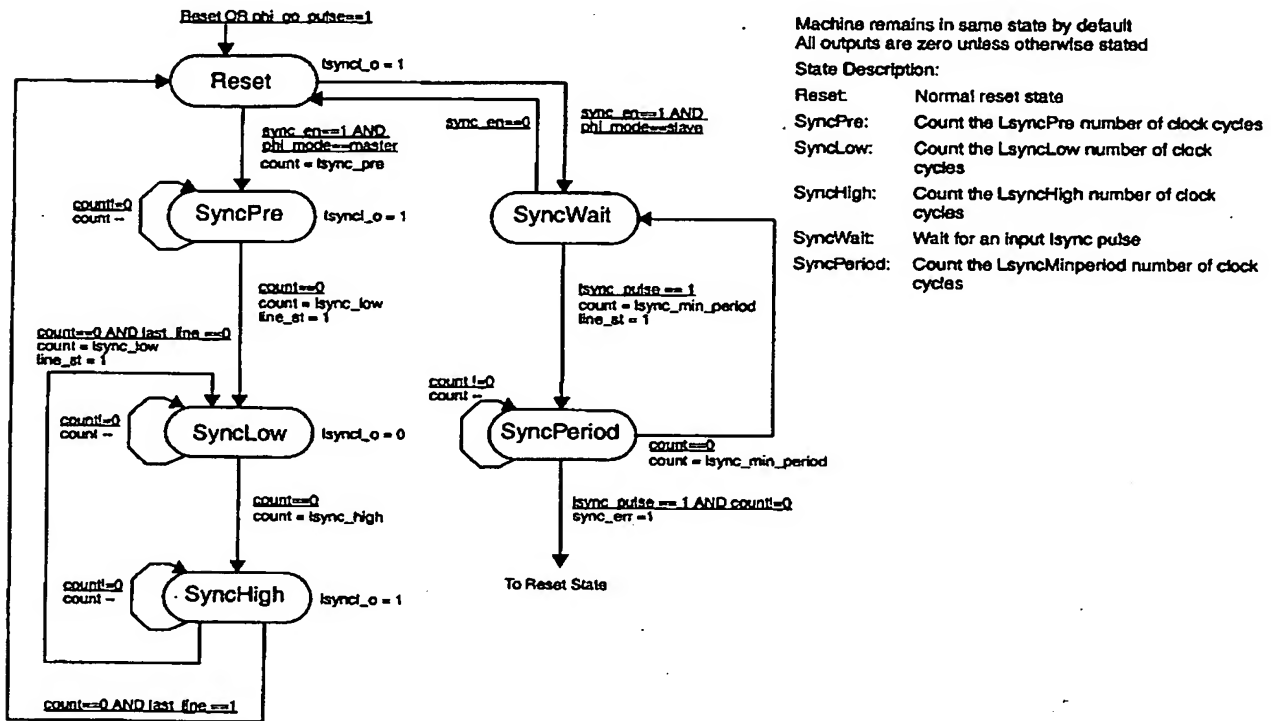 Reset OR phi_go_pulse==1
Reset
lsyncl_o = 1
sync_en==1 AND
phi_mode==master
count = lsync_pre
sync_en==0
sync_en==1 AND
phi_mode==slave
count!=0
count --
SyncPre
lsyncl_o = 1
SyncWait
count==0
count = lsync_low
line_st = 1
lsync_pulse == 1
count = lsync_min_period
line_st = 1
count==0 AND last_line ==0
count = lsync_low
line_st = 1
count!=0
count --
SyncLow
lsyncl_o = 0
count !=0
count --
SyncPeriod
count==0
count = lsync_min_period
count==0
count = lsync_high
lsync_pulse == 1 AND count!=0
sync_err =1
To Reset State
count!=0
count --
SyncHigh
lsyncl_o = 1
count==0 AND last_line ==1
Machine remains in same state by default
All outputs are zero unless otherwise stated
State Description:
Reset: Normal reset state
SyncPre: Count the LsyncPre number of clock cycles
SyncLow: Count the LsyncLow number of clock
cycles
SyncHigh: Count the LsyncHigh number of clock
cycles
SyncWait: Wait for an input lsync pulse
SyncPeriod: Count the LsyncMinperiod number of clock
cycles